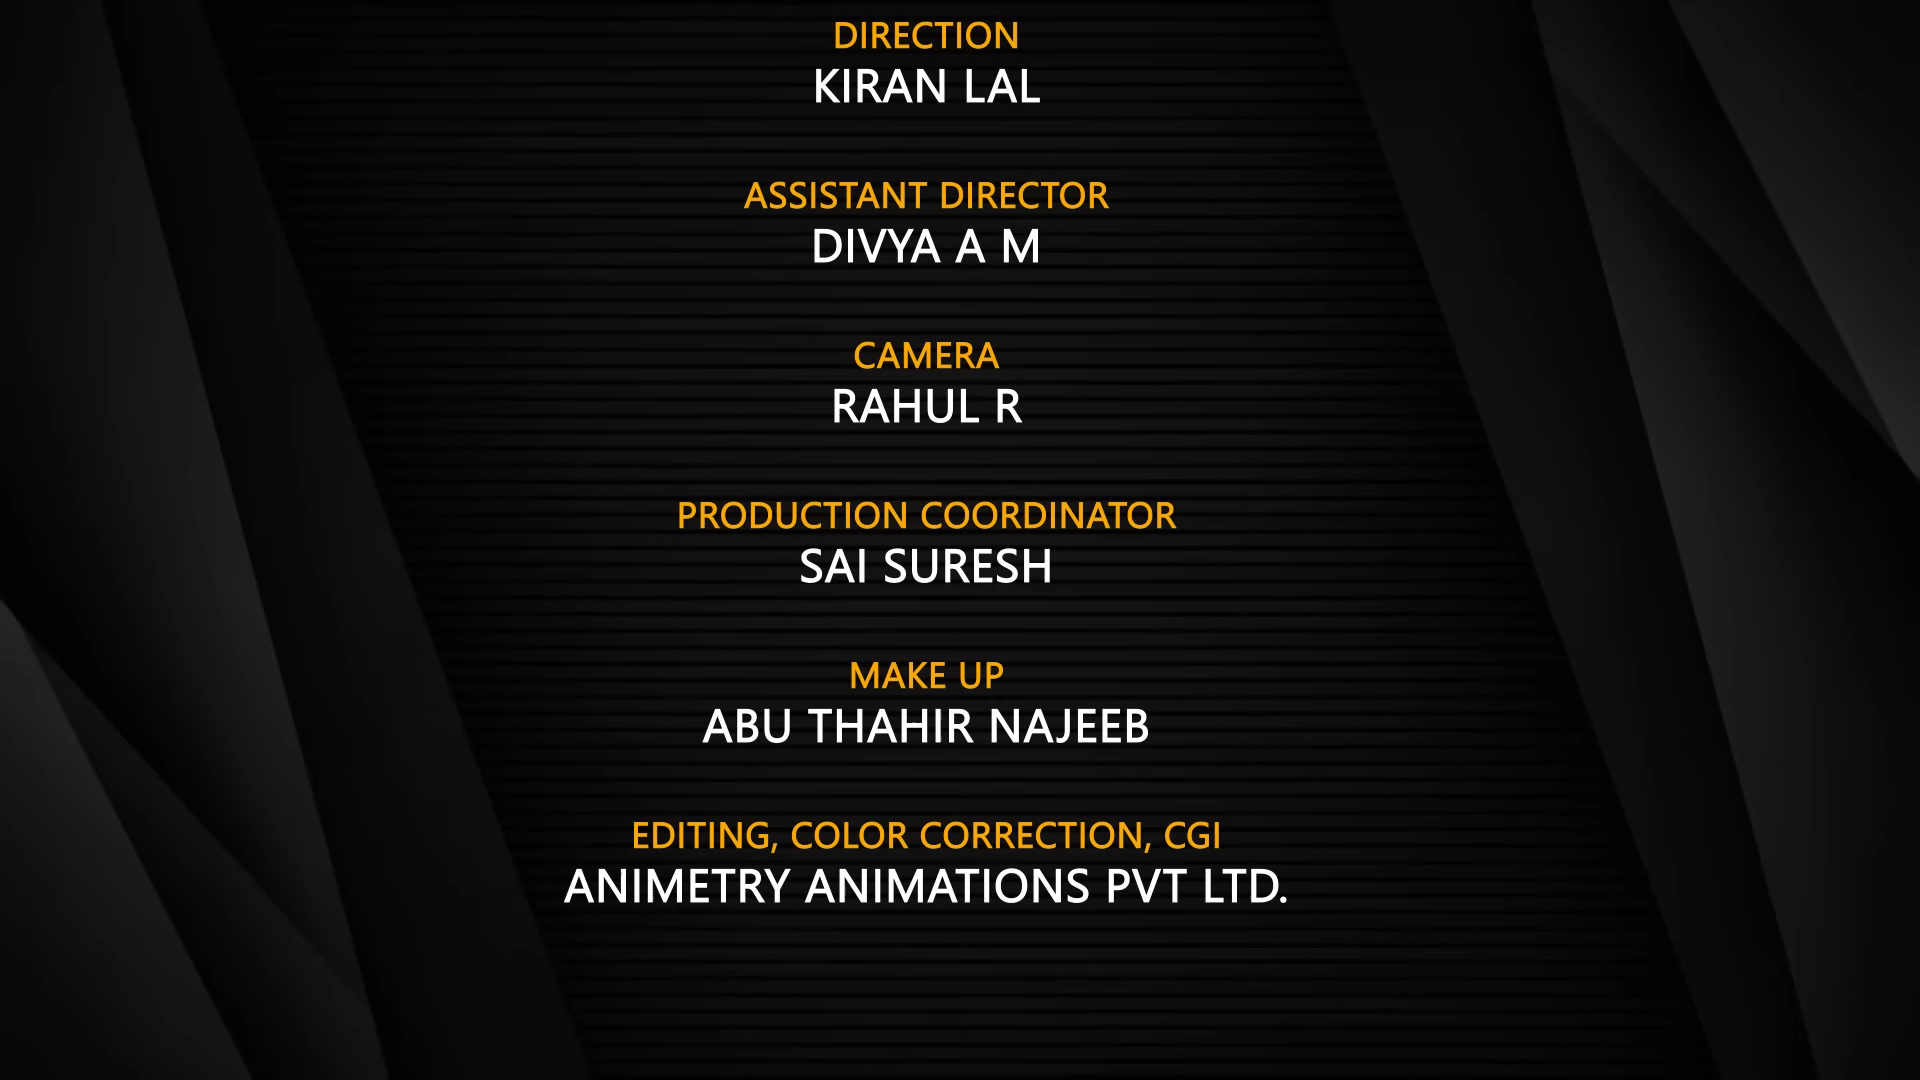 DIRECTION
KIRAN LAL
ASSISTANT DIRECTOR
DIVYA A M
CAMERA
RAHUL R
PRODUCTION COORDINATOR
SAI SURESH
MAKE UP
ABU THAHIR NAJEEB
EDITING, COLOR CORRECTION, CGI
ANIMETRY ANIMATIONS PVT LTD.